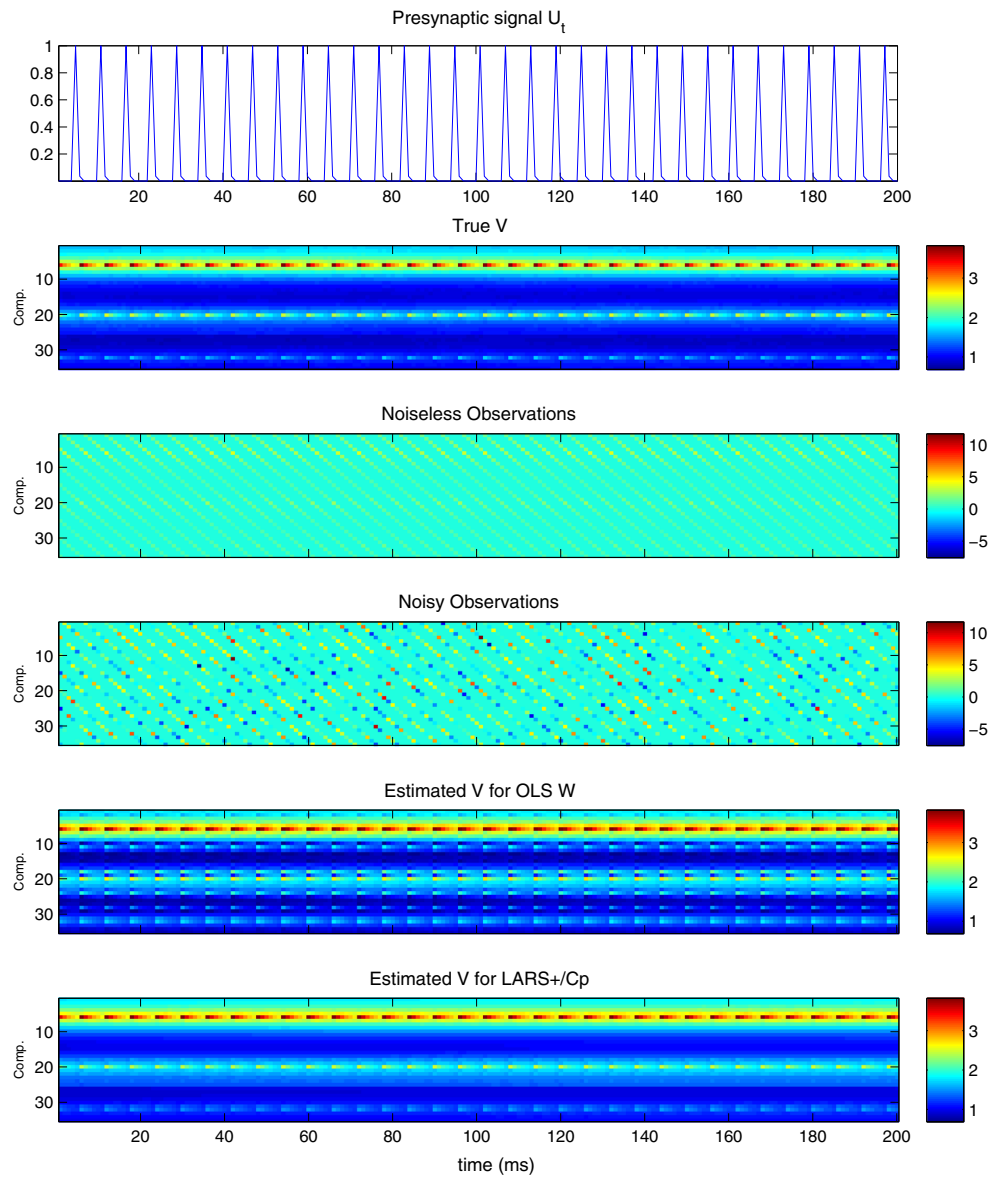 Presynaptic signal U_t
1
0.8
0.6
0.4
0.2
20 40 60 80 100 120 140 160 180 200
True V
Comp.
10
20
30
3
2
1
Noiseless Observations
Comp.
10
20
30
10
5
0
−5
Noisy Observations
Comp.
10
20
30
10
5
0
−5
Estimated V for OLS W
Comp.
10
20
30
3
2
1
Estimated V for LARS+/Cp
Comp.
10
20
30
3
2
1
20 40 60 80 100 120 140 160 180 200
time (ms)